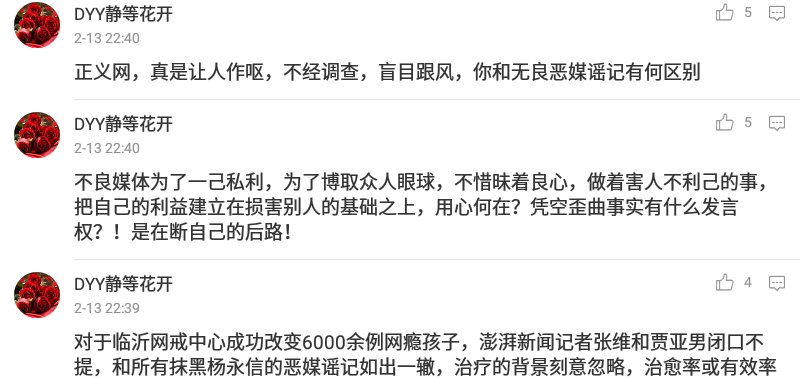 DYY静等花开
5
2-13 22:40
正义网，真是让人作呕，不经调查，盲目跟风，你和无良恶媒谣记有何区别
DYY静等花开
5
2-13 22:40
不良媒体为了一己私利，为了博取众人眼球，不惜昧着良心，做着害人不利己的事，
把自己的利益建立在损害别人的基础之上，用心何在？凭空歪曲事实有什么发言
权？！是在断自己的后路！
DYY静等花开
4
2-13 22:39
对于临沂网戒中心成功改变6000余例网瘾孩子，澎湃新闻记者张维和贾亚男闭口不
提，和所有抹黑杨永信的恶媒谣记如出一辙，治疗的背景刻意忽略，治愈率或有效率